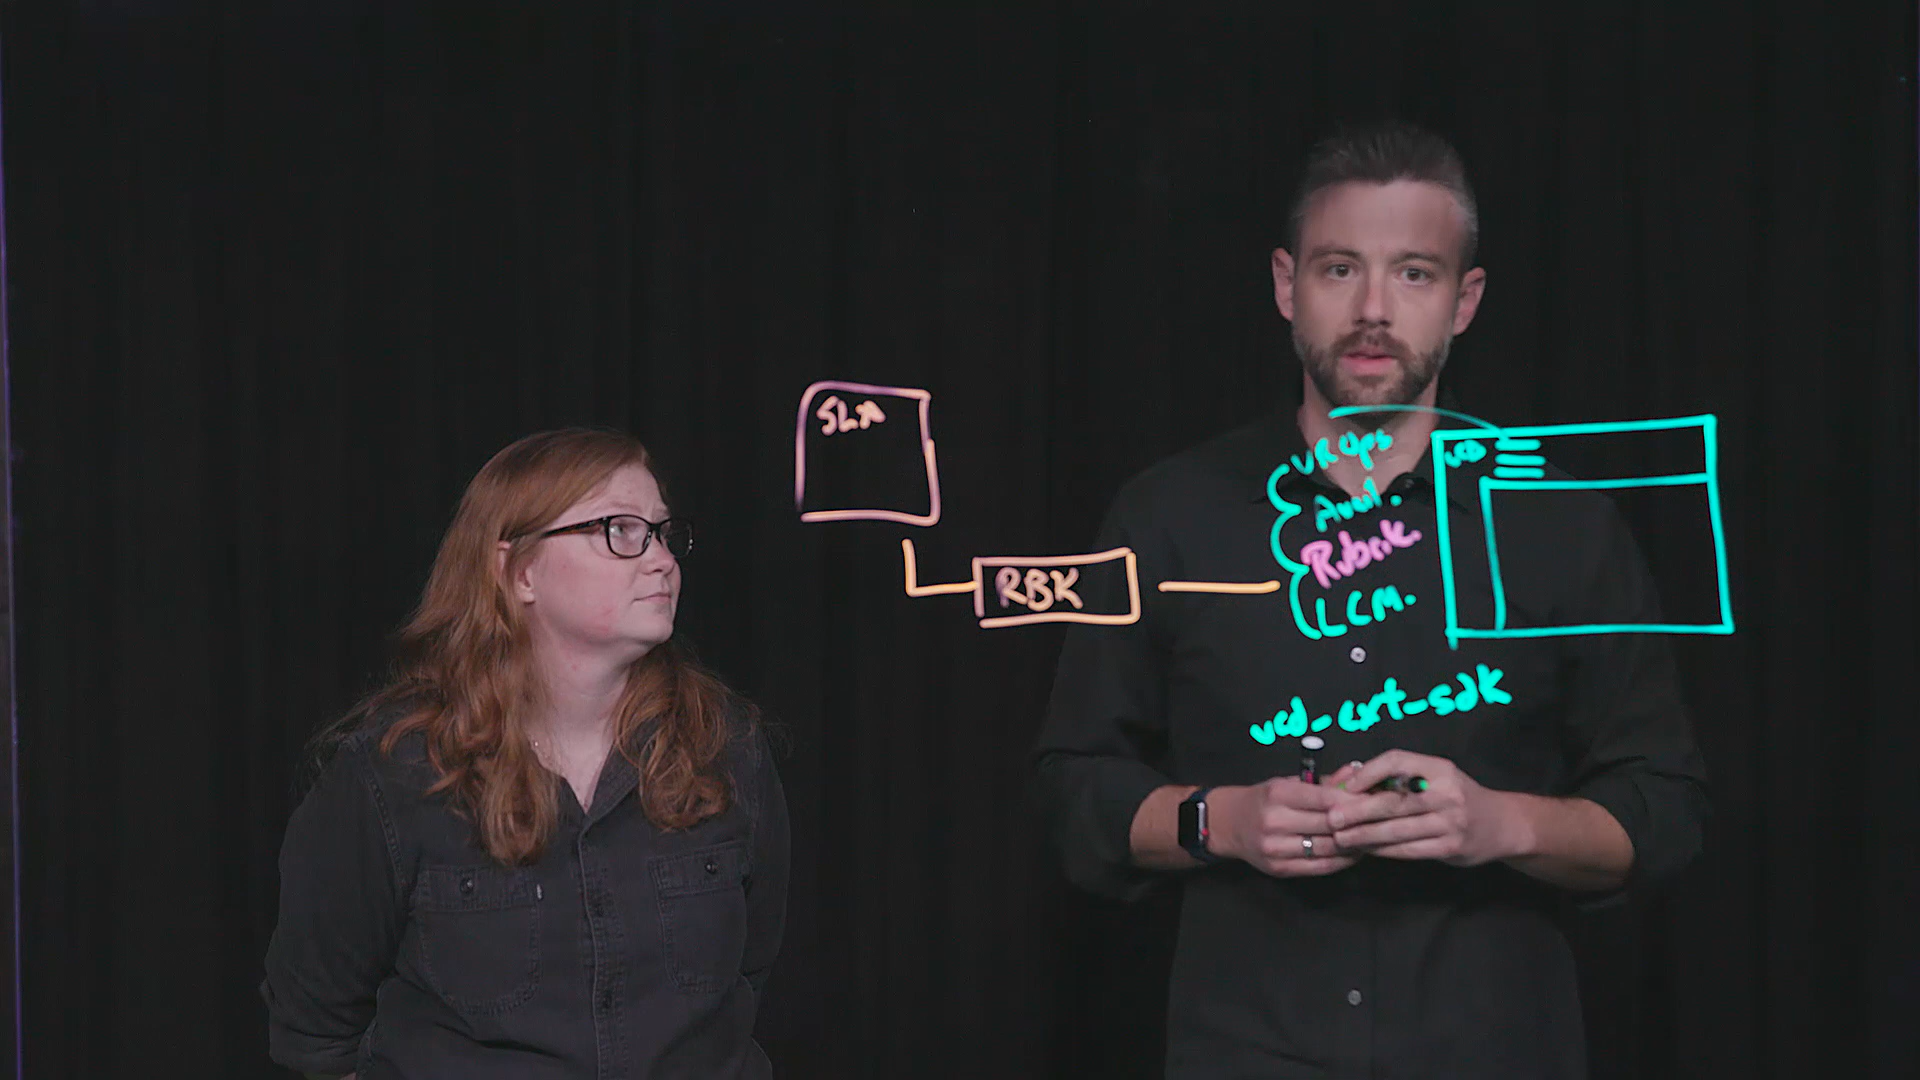 SLA
RBK
vROps
Avail.
Rubrik.
LCM.
vCD
vcd-ext-sdk